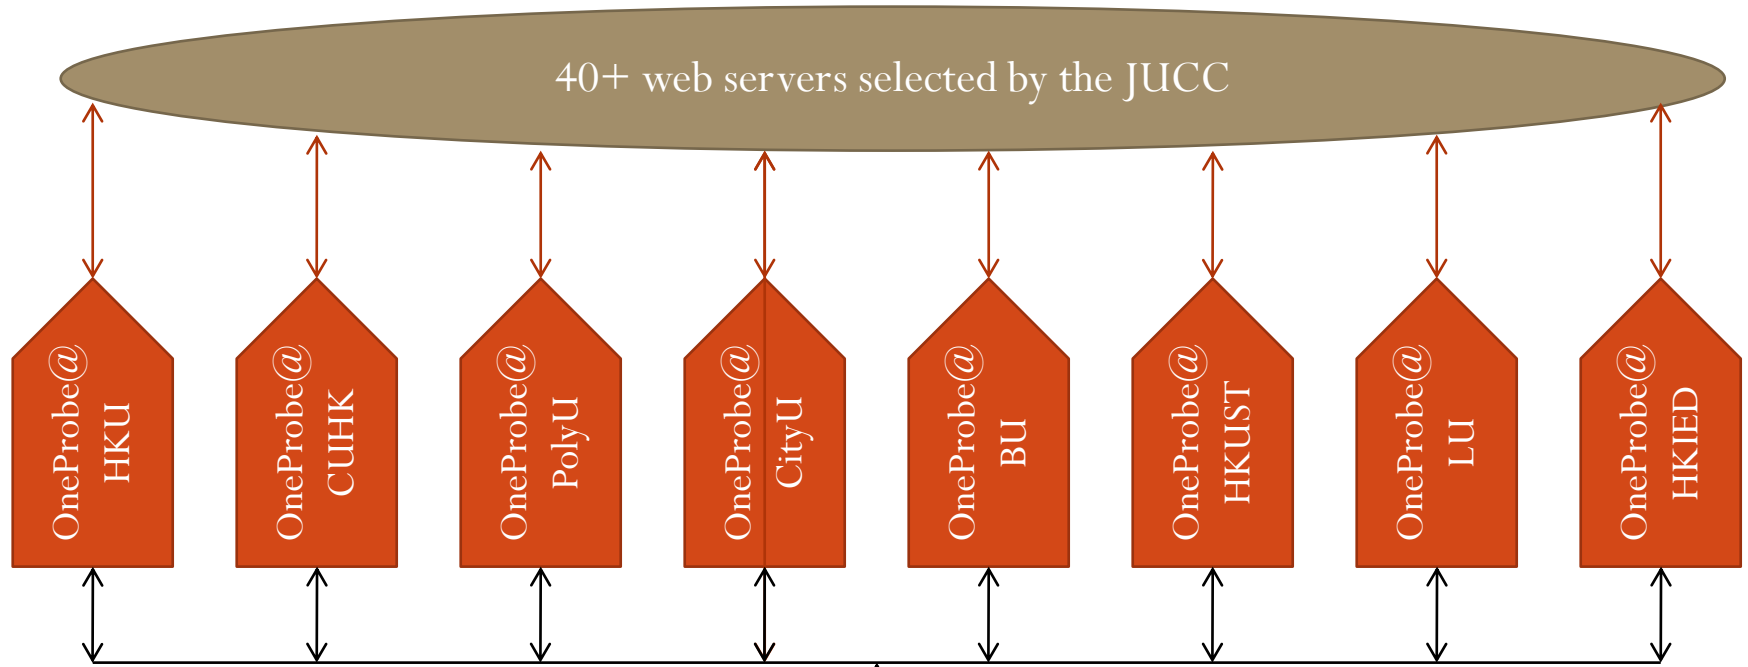 40+ web servers selected by the JUCC
OneProbe@
HKU
OneProbe@
CUHK
OneProbe@
PolyU
OneProbe@
CityU
OneProbe@
BU
OneProbe@
HKUST
OneProbe@
LU
OneProbe@
HKIED